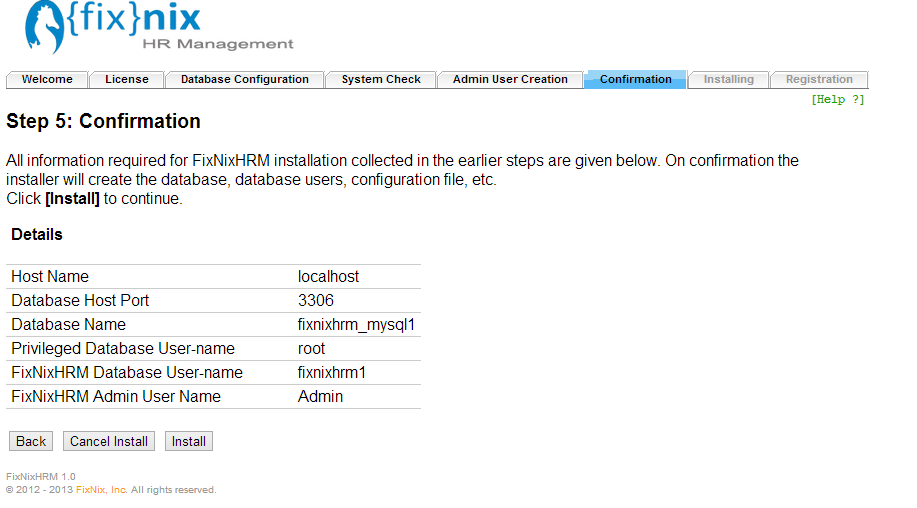 {fix}nix
HR Management
Welcome License Database Configuration System Check Admin User Creation Confirmation Installing Registration
[Help ?]
Step 5: Confirmation
All information required for FixNixHRM installation collected in the earlier steps are given below. On confirmation the
installer will create the database, database users, configuration file, etc.
Click [Install] to continue.
Details
Host Name localhost
Database Host Port 3306
Database Name fixnixhrm_mysql1
Privileged Database User-name root
FixNixHRM Database User-name fixnixhrm1
FixNixHRM Admin User Name Admin
Back Cancel Install Install
FixNixHRM 1.0
© 2012 - 2013 FixNix, Inc. All rights reserved.